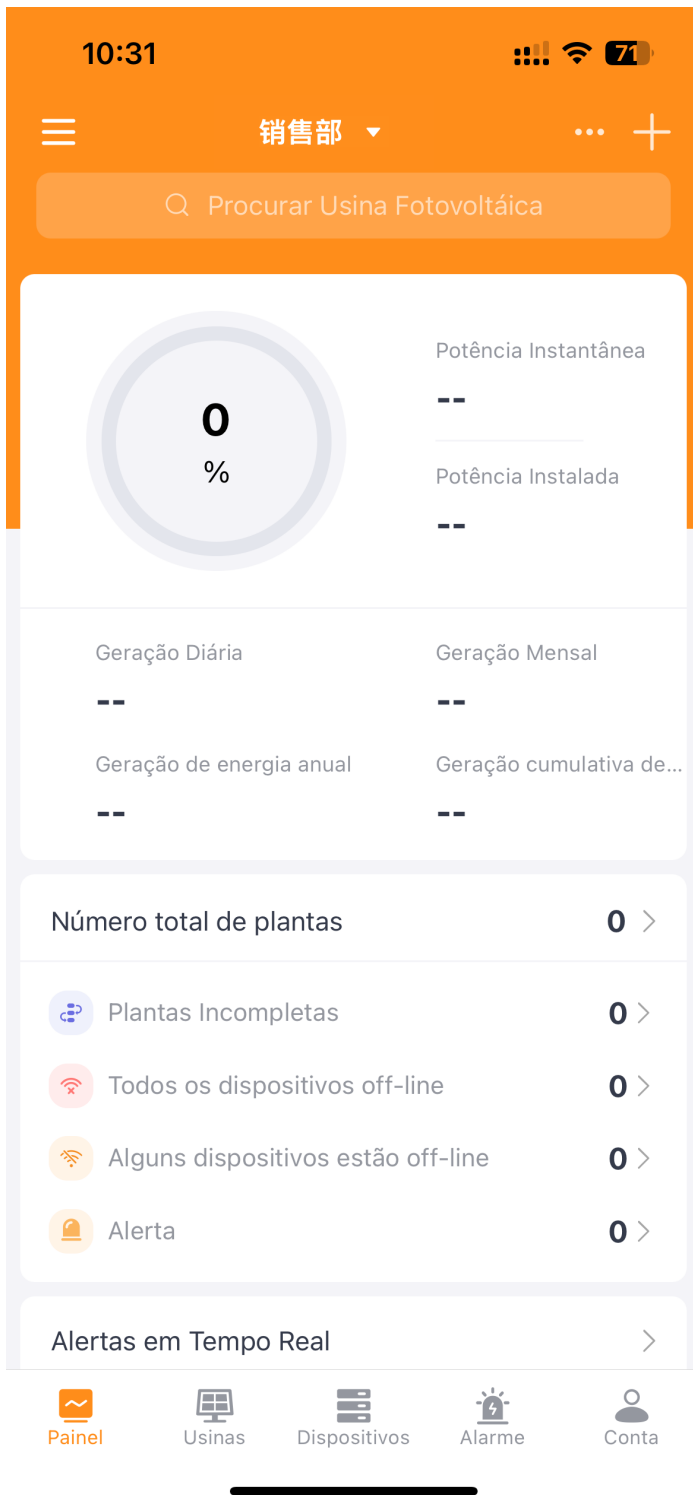 10:31
71
销售部
Procurar Usina Fotovoltáica
0
%
Potência Instantânea
--
Potência Instalada
--
Geração Diária
--
Geração Mensal
--
Geração de energia anual
--
Geração cumulativa de...
--
Número total de plantas 0
Plantas Incompletas 0
Todos os dispositivos off-line 0
Alguns dispositivos estão off-line 0
Alerta 0
Alertas em Tempo Real
Painel
Usinas
Dispositivos
Alarme
Conta